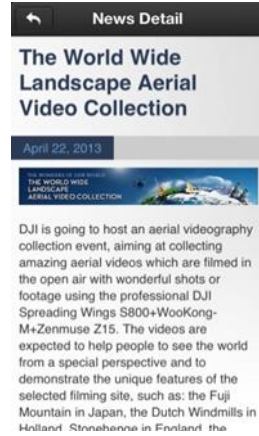 News Detail
The World Wide
Landscape Aerial
Video Collection
April 22, 2013
THE WONDERS OF OUR WORLD
THE WORLD WIDE
LANDSCAPE
AERIAL VIDEO COLLECTION
DJI is going to host an aerial videography
collection event, aiming at collecting
amazing aerial videos which are filmed in
the open air with wonderful shots or
footage using the professional DJI
Spreading Wings S800+WooKong-
M+Zenmuse Z15. The videos are
expected to help people to see the world
from a special perspective and to
demonstrate the unique features of the
selected filming site, such as: the Fuji
Mountain in Japan, the Dutch Windmills in
Holland, Stonehenge in England, the